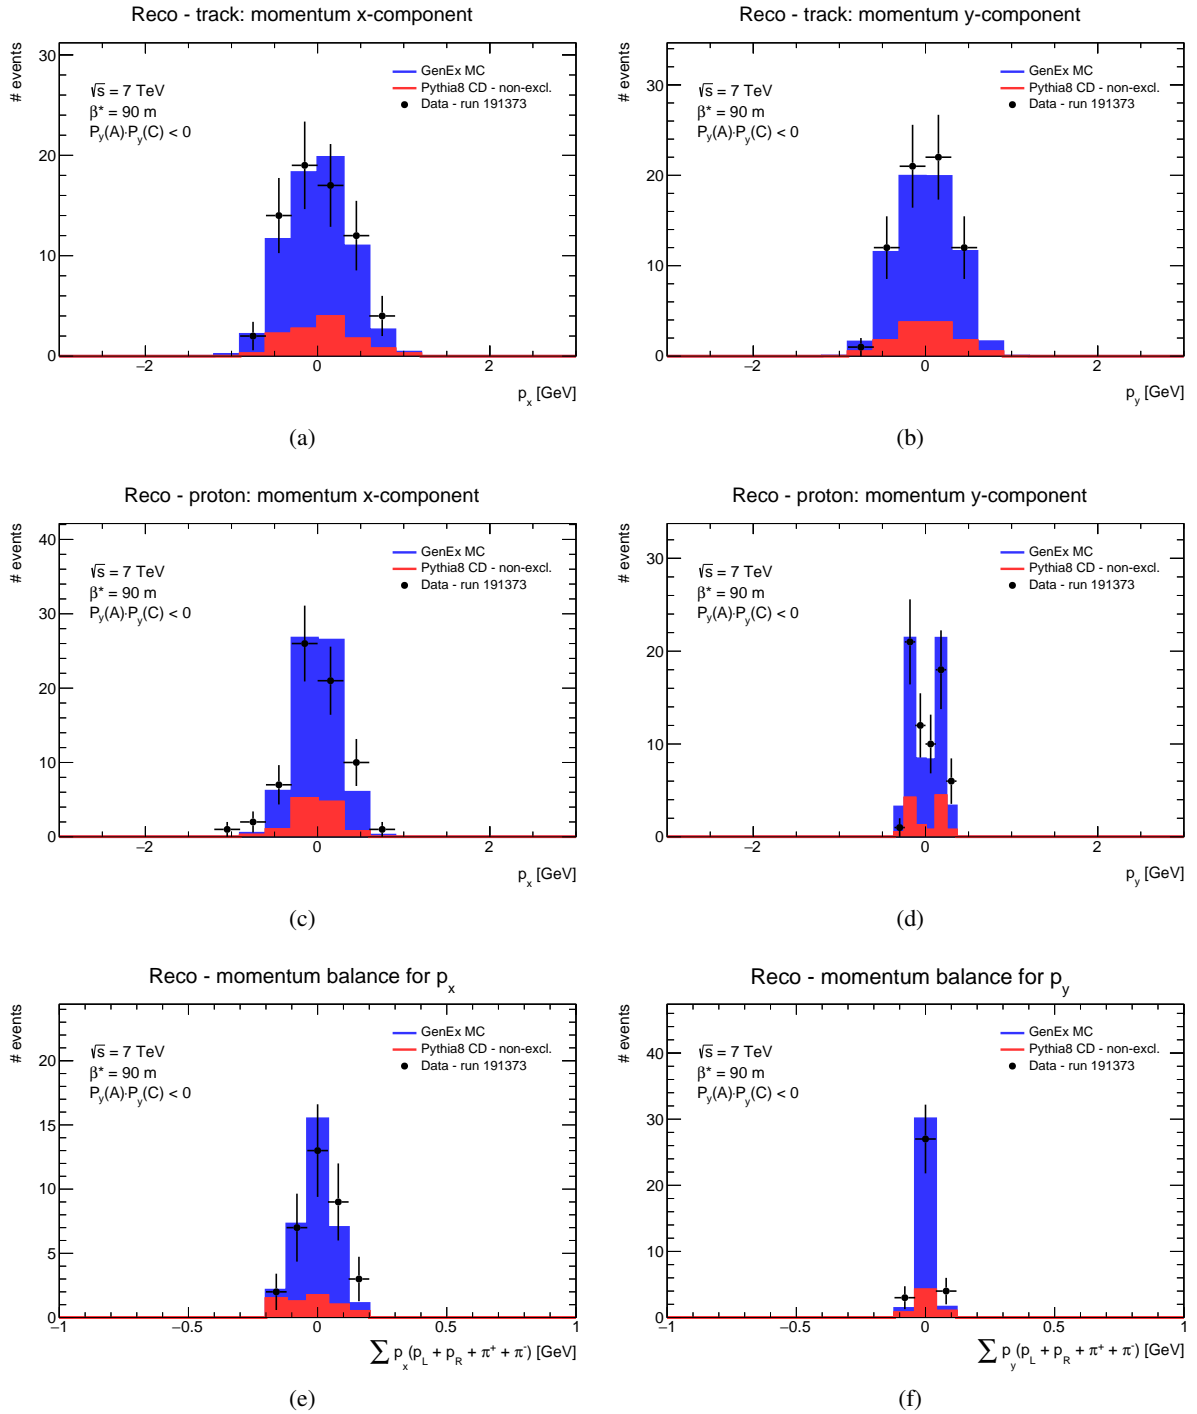 Reco - track: momentum x-component
# events
30
20
10
0
√s = 7 TeV
β* = 90 m
P_y(A)·P_y(C) < 0
GenEx MC
Pythia8 CD - non-excl.
Data - run 191373
−2 0 2
p_x [GeV]
(a)
Reco - track: momentum y-component
# events
30
20
10
0
√s = 7 TeV
β* = 90 m
P_y(A)·P_y(C) < 0
GenEx MC
Pythia8 CD - non-excl.
Data - run 191373
−2 0 2
p_y [GeV]
(b)
Reco - proton: momentum x-component
# events
40
30
20
10
0
√s = 7 TeV
β* = 90 m
P_y(A)·P_y(C) < 0
GenEx MC
Pythia8 CD - non-excl.
Data - run 191373
−2 0 2
p_x [GeV]
(c)
Reco - proton: momentum y-component
# events
30
20
10
0
√s = 7 TeV
β* = 90 m
P_y(A)·P_y(C) < 0
GenEx MC
Pythia8 CD - non-excl.
Data - run 191373
−2 0 2
p_y [GeV]
(d)
Reco - momentum balance for p_x
# events
20
15
10
5
0
√s = 7 TeV
β* = 90 m
P_y(A)·P_y(C) < 0
GenEx MC
Pythia8 CD - non-excl.
Data - run 191373
−1 −0.5 0 0.5 1
∑ p_x (p_L + p_R + π⁺ + π⁻) [GeV]
(e)
Reco - momentum balance for p_y
# events
40
30
20
10
0
√s = 7 TeV
β* = 90 m
P_y(A)·P_y(C) < 0
GenEx MC
Pythia8 CD - non-excl.
Data - run 191373
−1 −0.5 0 0.5 1
∑ p_y (p_L + p_R + π⁺ + π⁻) [GeV]
(f)